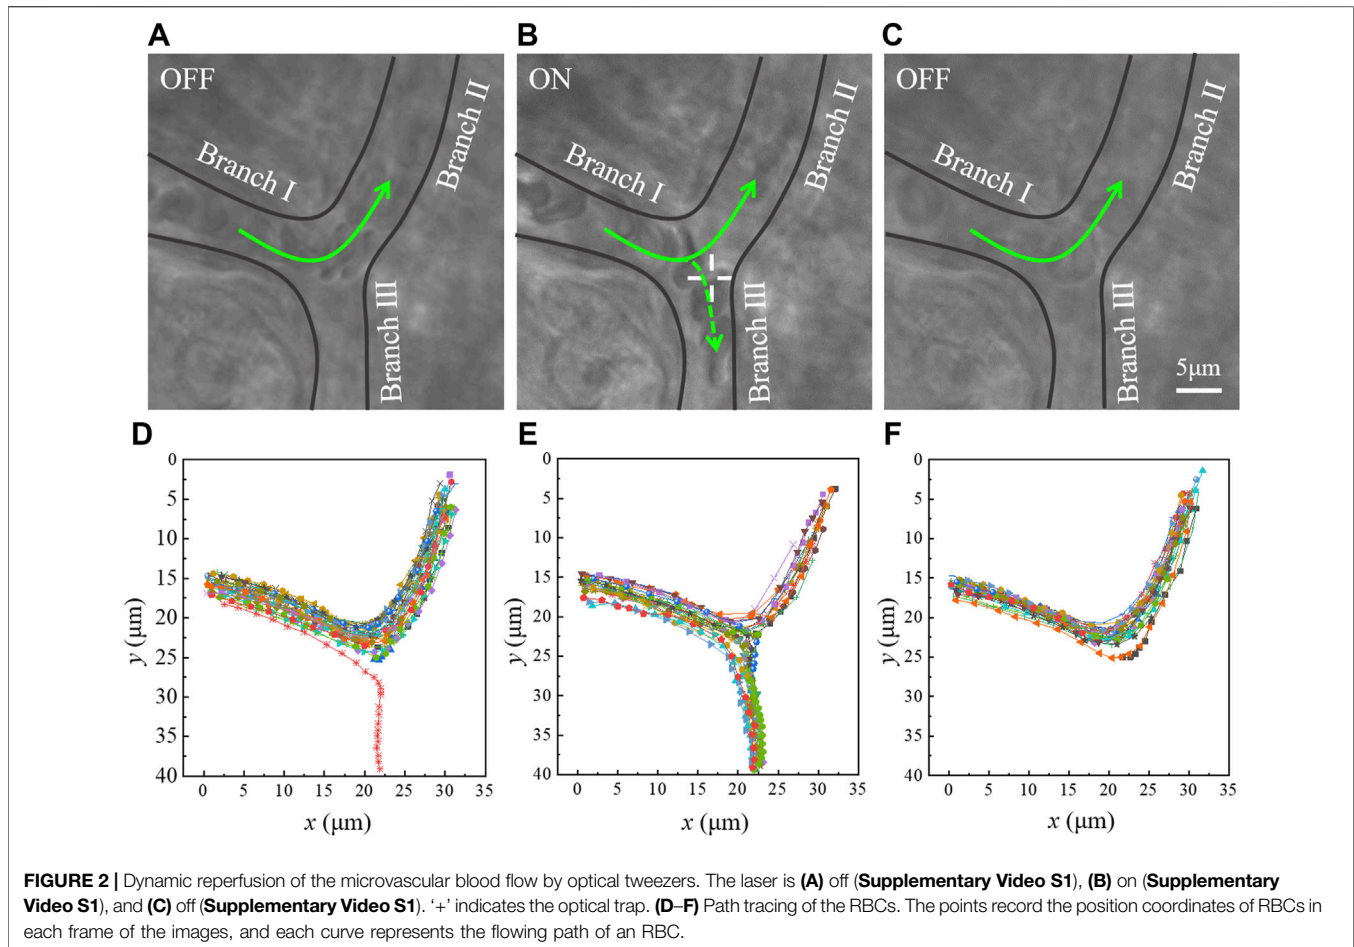 A
B
C
OFF
Branch I
Branch II
Branch III
ON
Branch I
Branch II
Branch III
OFF
Branch I
Branch II
Branch III
5μm
D
E
F
0
5
10
15
20
25
30
35
40
y (μm)
0 5 10 15 20 25 30 35
x (μm)
0
5
10
15
20
25
30
35
40
y (μm)
0 5 10 15 20 25 30 35
x (μm)
0
5
10
15
20
25
30
35
40
y (μm)
0 5 10 15 20 25 30 35
x (μm)
FIGURE 2 | Dynamic reperfusion of the microvascular blood flow by optical tweezers. The laser is (A) off (Supplementary Video S1), (B) on (Supplementary
Video S1), and (C) off (Supplementary Video S1). ‘+’ indicates the optical trap. (D–F) Path tracing of the RBCs. The points record the position coordinates of RBCs in
each frame of the images, and each curve represents the flowing path of an RBC.